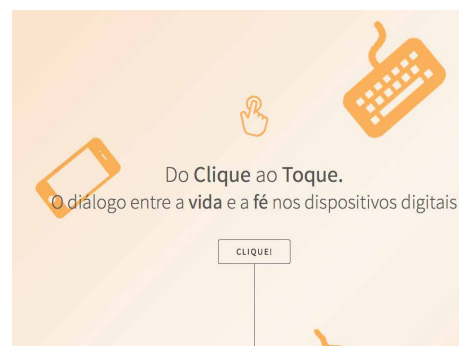 Do Clique ao Toque.
O diálogo entre a vida e a fé nos dispositivos digitais
CLIQUE!